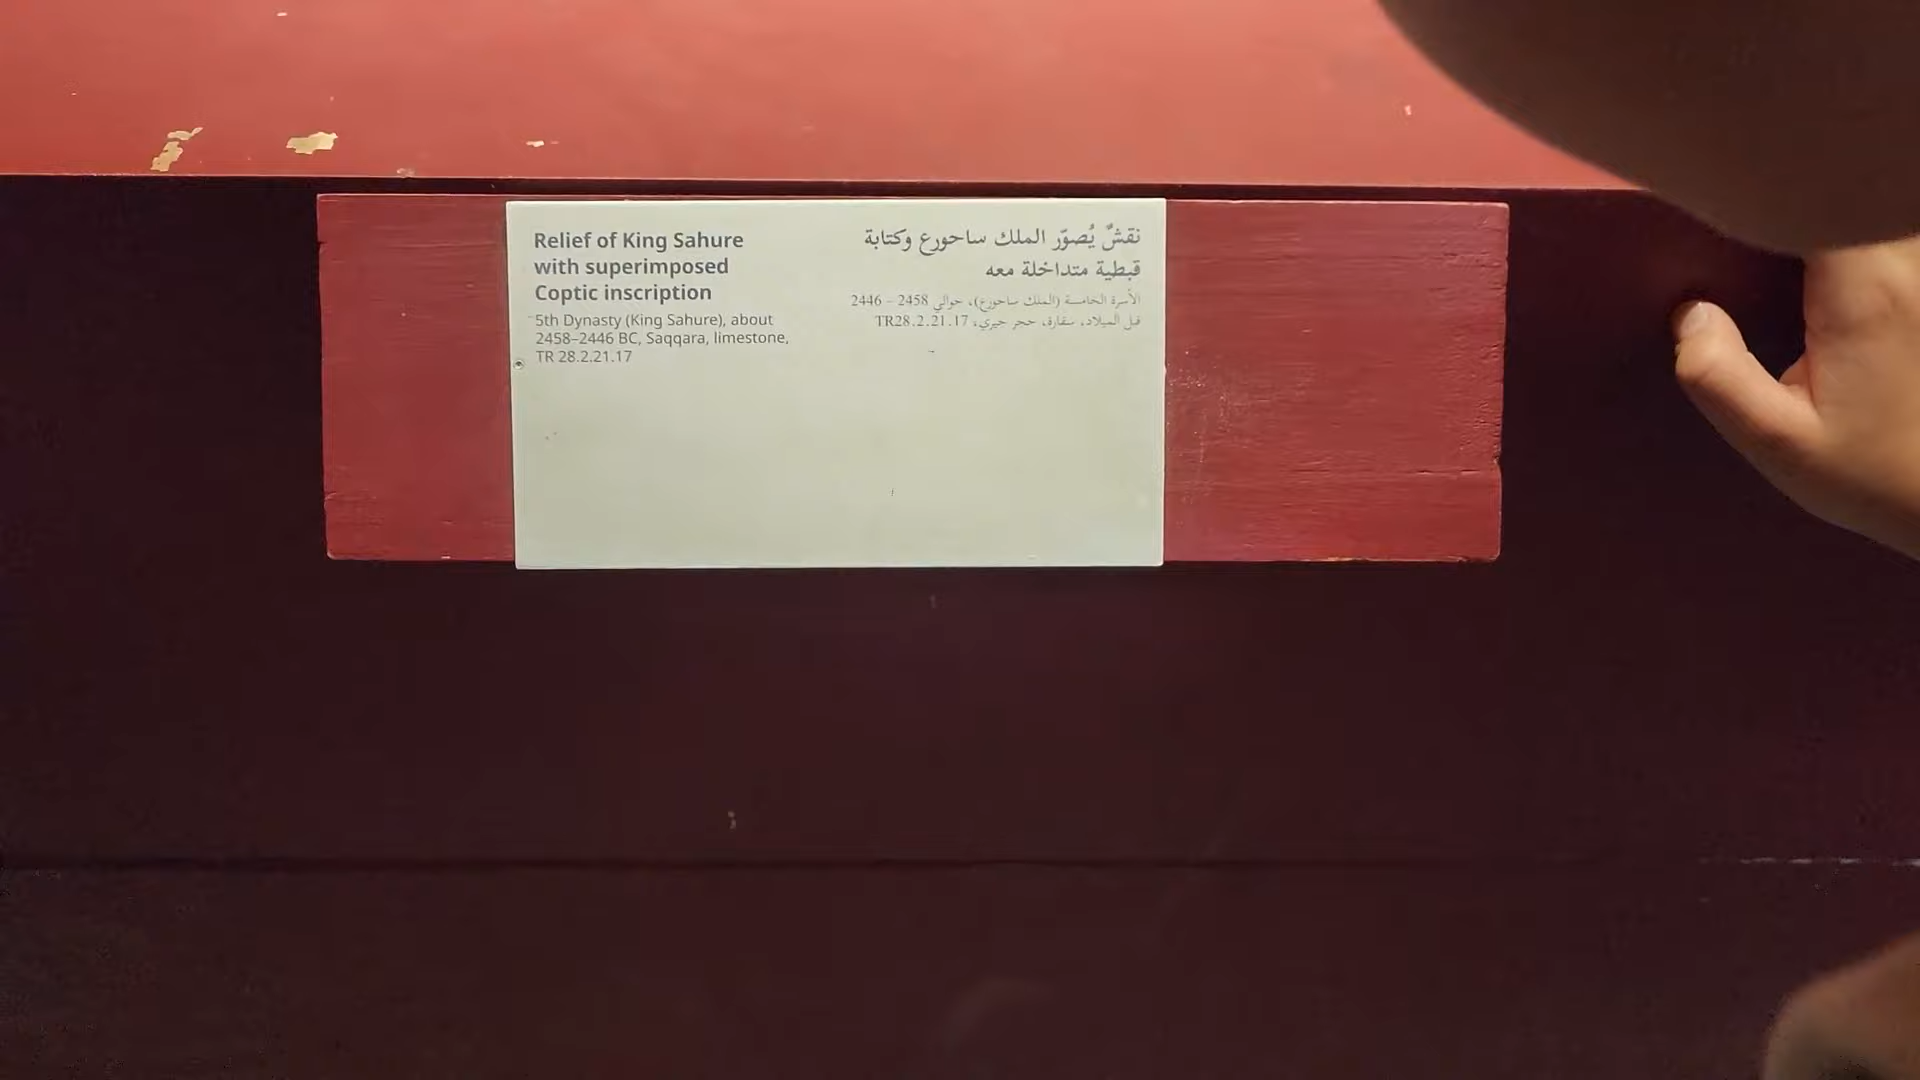 Relief of King Sahure
with superimposed
Coptic inscription
5th Dynasty (King Sahure), about
2458–2446 BC, Saqqara, limestone,
TR 28.2.21.17
نقشٌ يُصوّر الملك ساحورع وكتابة
قبطية متداخلة معه
الأسرة الخامسة (الملك ساحورع)، حوالي 2458 – 2446
قبل الميلاد، سقارة، حجر جيري، TR28.2.21.17